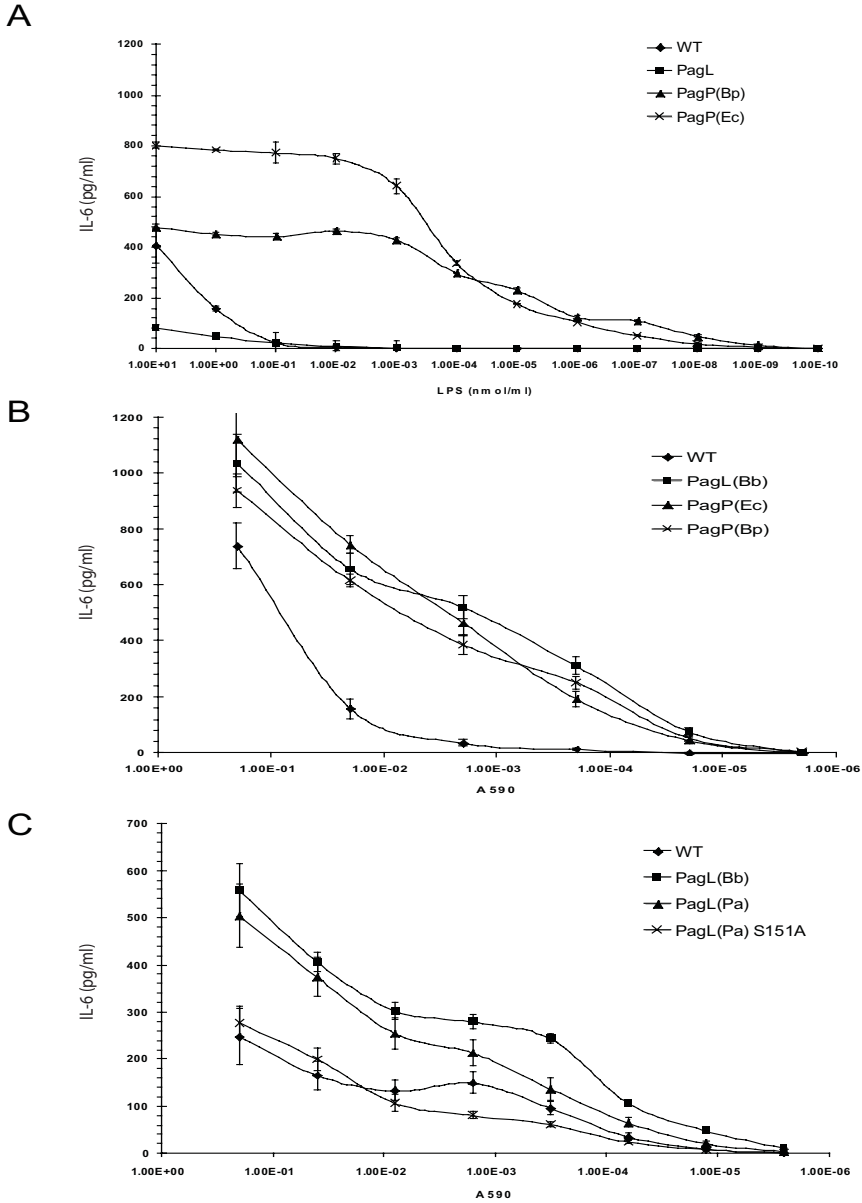 A
1200
1000
800
600
400
200
0
IL-6 (pg/ml)
WT
PagL
PagP(Bp)
PagP(Ec)
1.00E+01 1.00E+00 1.00E-01 1.00E-02 1.00E-03 1.00E-04 1.00E-05 1.00E-06 1.00E-07 1.00E-08 1.00E-09 1.00E-10
LPS (nmol/ml)
B
1200
1000
800
600
400
200
0
IL-6 (pg/ml)
WT
PagL(Bb)
PagP(Ec)
PagP(Bp)
1.00E+00 1.00E-01 1.00E-02 1.00E-03 1.00E-04 1.00E-05 1.00E-06
A590
C
700
600
500
400
300
200
100
0
IL-6 (pg/ml)
WT
PagL(Bb)
PagL(Pa)
PagL(Pa) S151A
1.00E+00 1.00E-01 1.00E-02 1.00E-03 1.00E-04 1.00E-05 1.00E-06
A590